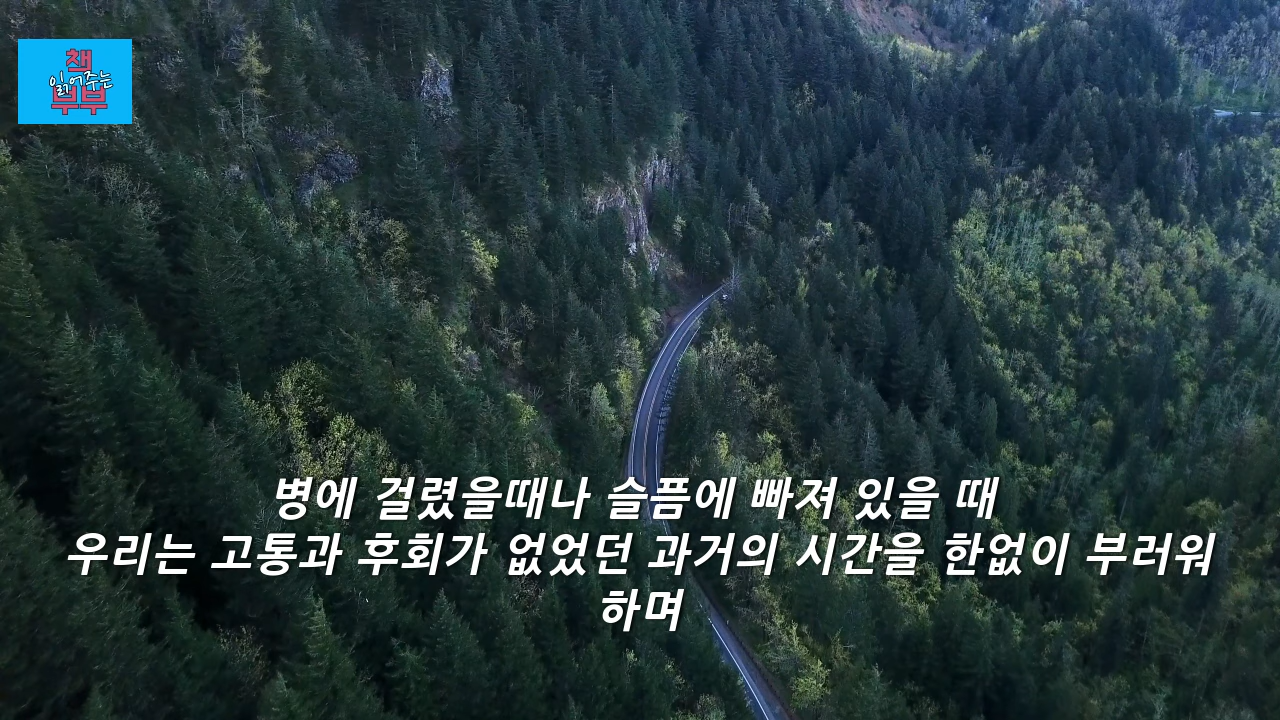 책
읽어주는
부부
병에 걸렸을때나 슬픔에 빠져 있을 때
우리는 고통과 후회가 없었던 과거의 시간을 한없이 부러워
하며